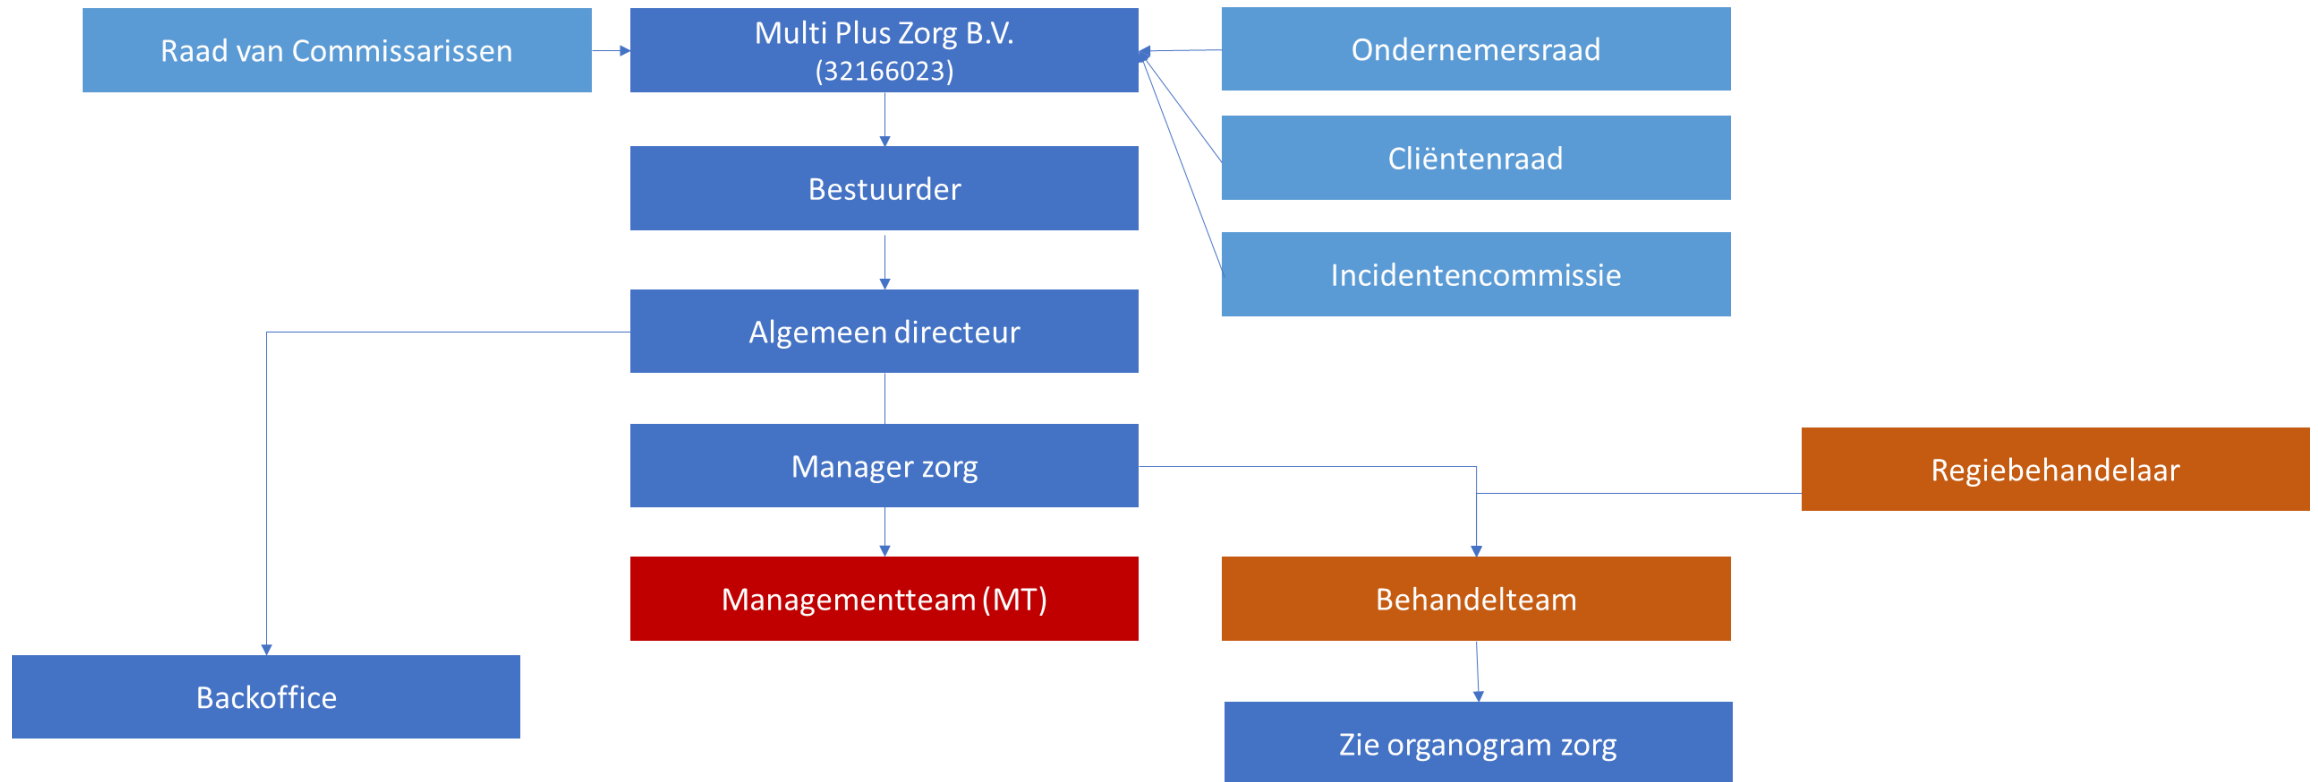 Raad van Commissarissen
Multi Plus Zorg B.V.
(32166023)
Ondernemersraad
Cliëntenraad
Bestuurder
Incidentencommissie
Algemeen directeur
Manager zorg
Regiebehandelaar
Managementteam (MT)
Behandelteam
Backoffice
Zie organogram zorg